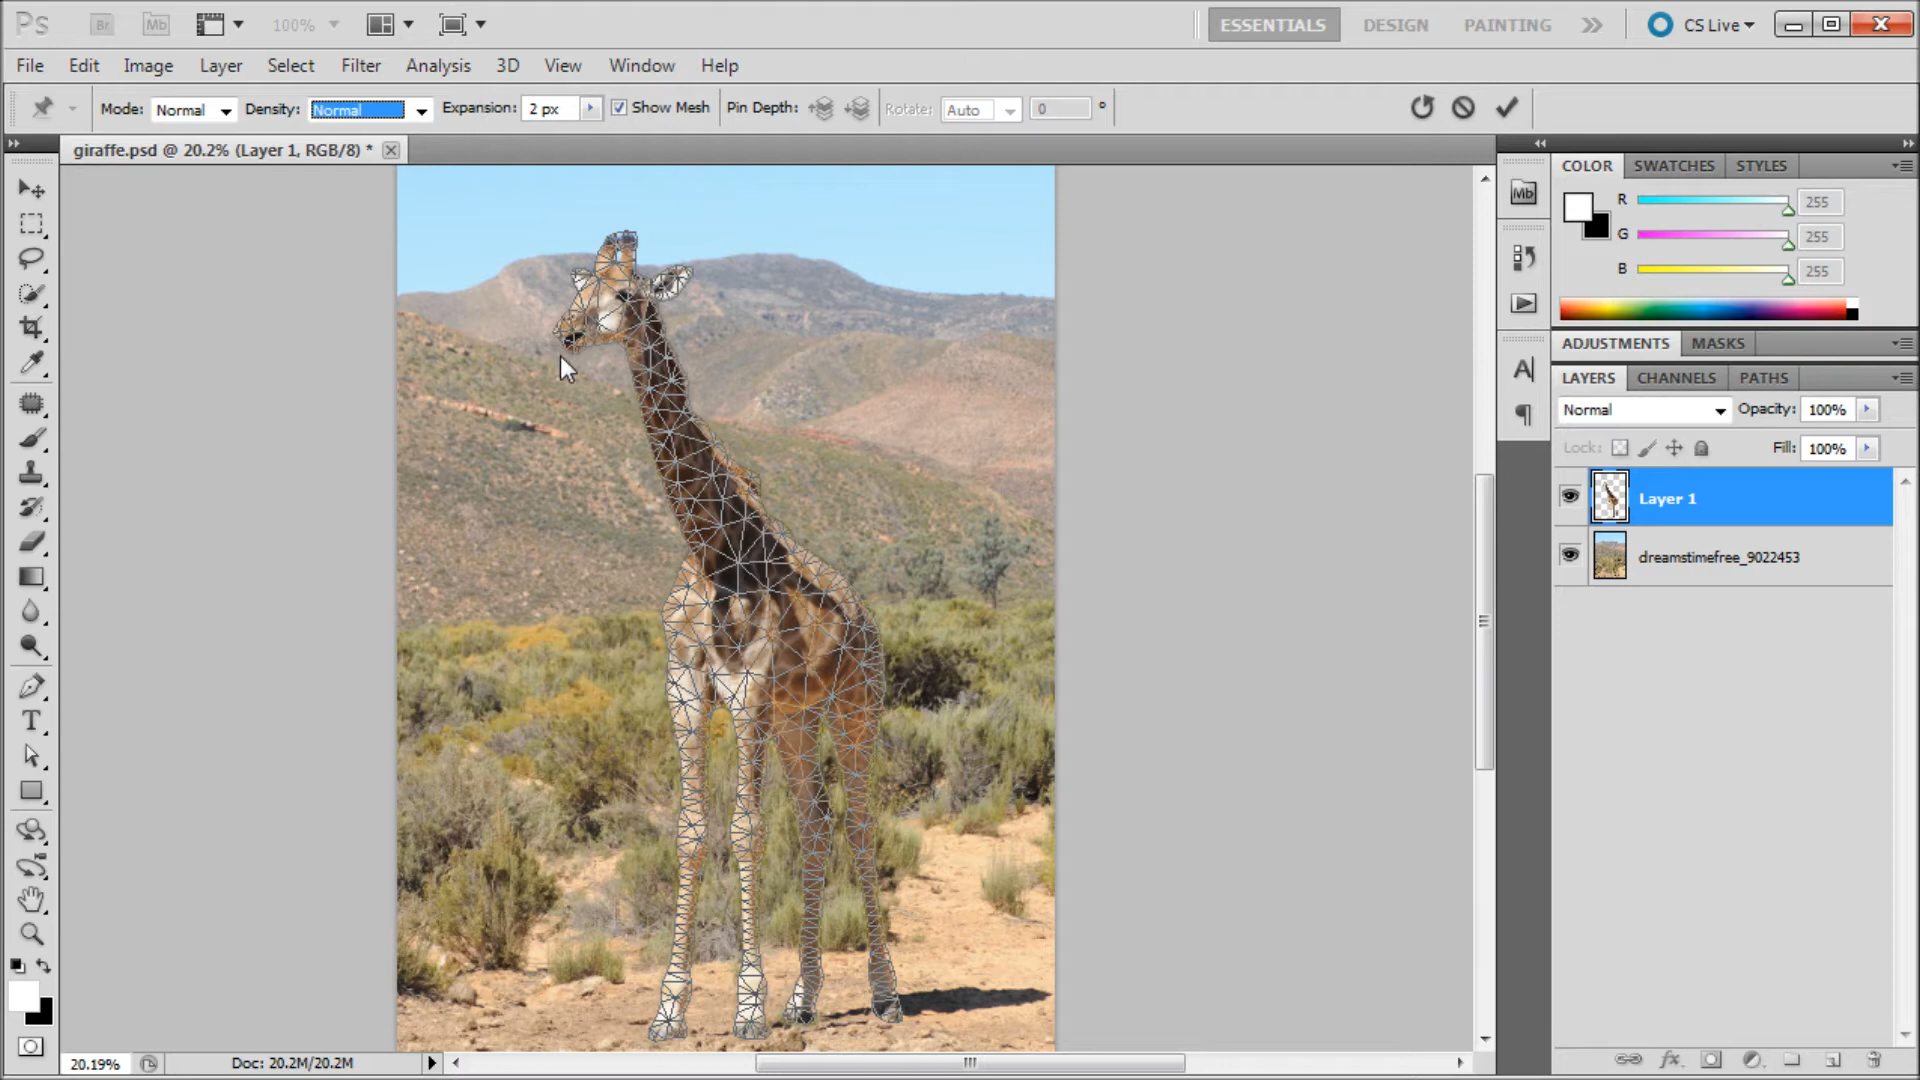 Ps Br Mb 100% ESSENTIALS DESIGN PAINTING CS Live
File Edit Image Layer Select Filter Analysis 3D View Window Help
Mode: Normal Density: Normal Expansion: 2 px Show Mesh Pin Depth: Rotate: Auto 0 °
giraffe.psd @ 20.2% (Layer 1, RGB/8) *
COLOR SWATCHES STYLES
Mb
R 255
G 255
B 255
ADJUSTMENTS MASKS
LAYERS CHANNELS PATHS
Normal Opacity: 100%
Lock: Fill: 100%
Layer 1
dreamstimefree_9022453
20.19% Doc: 20.2M/20.2M